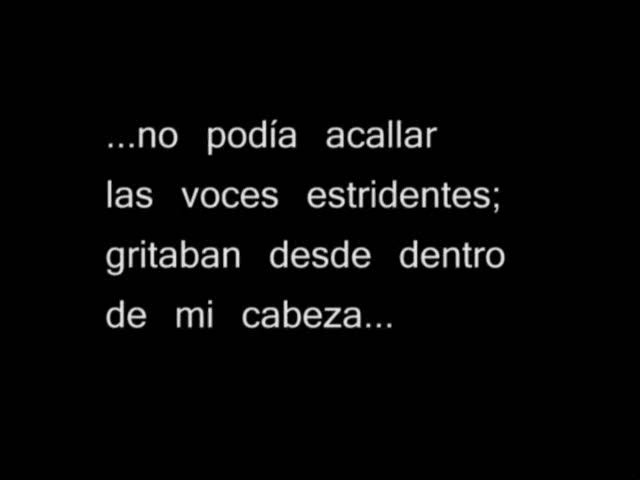 ...no podía acallar
las voces estridentes;
gritaban desde dentro
de mi cabeza...